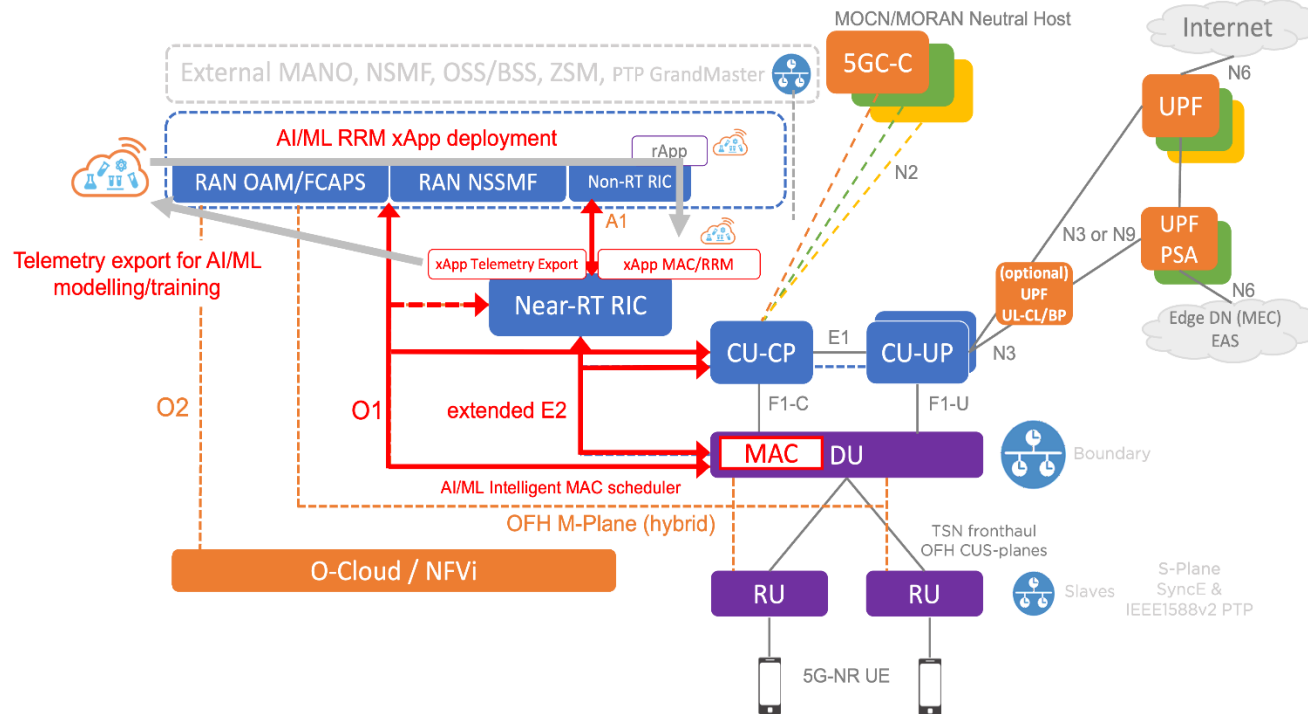 MOCN/MORAN Neutral Host
Internet
External MANO, NSMF, OSS/BSS, ZSM, PTP GrandMaster
5GC-C
N6
UPF
AI/ML RRM xApp deployment
rApp
RAN OAM/FCAPS
RAN NSSMF
Non-RT RIC
N2
A1
UPF
PSA
N3 or N9
Telemetry export for AI/ML
modelling/training
xApp Telemetry Export
xApp MAC/RRM
(optional)
UPF
UL-CL/BP
N6
Near-RT RIC
Edge DN (MEC)
EAS
CU-CP
E1
CU-UP
N3
O2
O1
extended E2
F1-C
F1-U
MAC
DU
Boundary
AI/ML Intelligent MAC scheduler
OFH M-Plane (hybrid)
TSN fronthaul
OFH CUS-planes
O-Cloud / NFVi
RU
RU
Slaves
S-Plane
SyncE &
IEEE1588v2 PTP
5G-NR UE